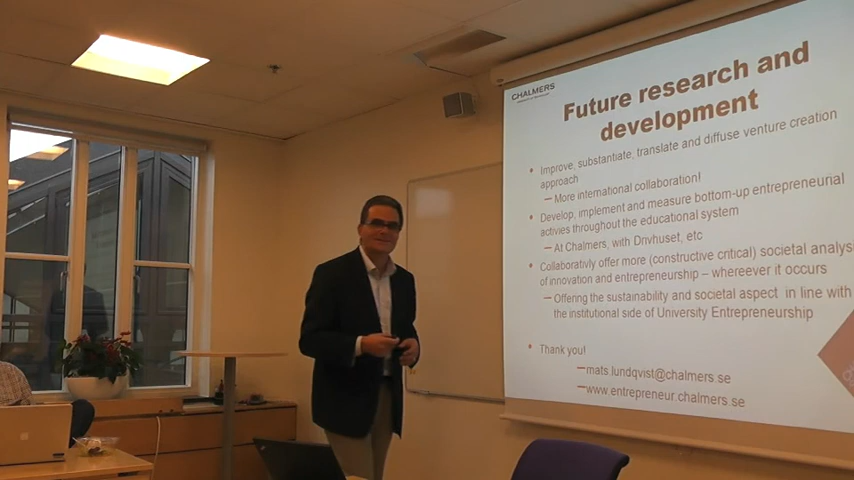 CHALMERS
Future research and
development
• Improve, substantiate, translate and diffuse venture creation
approach
– More international collaboration!
• Develop, implement and measure bottom-up entrepreneurial
activies throughout the educational system
– At Chalmers, with Drivhuset, etc
• Collaborativly offer more (constructive critical) societal analys
of innovation and entrepreneurship – whereever it occurs
– Offering the sustainability and societal aspect in line with
the institutional side of University Entrepreneurship
• Thank you!
–mats.lundqvist@chalmers.se
–www.entrepreneur.chalmers.se